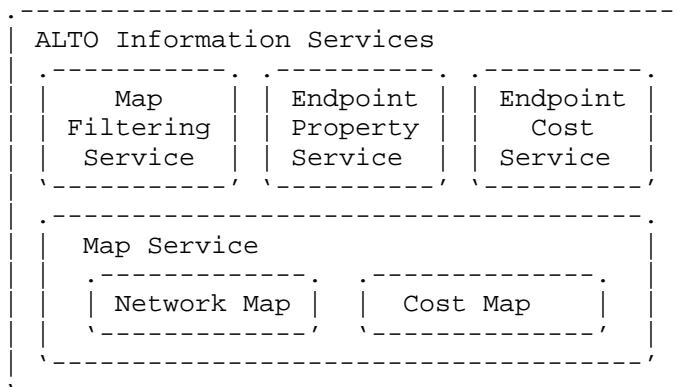 ALTO Information Services
Map Endpoint Endpoint
Filtering Property Cost
Service Service Service
Map Service
Network Map Cost Map